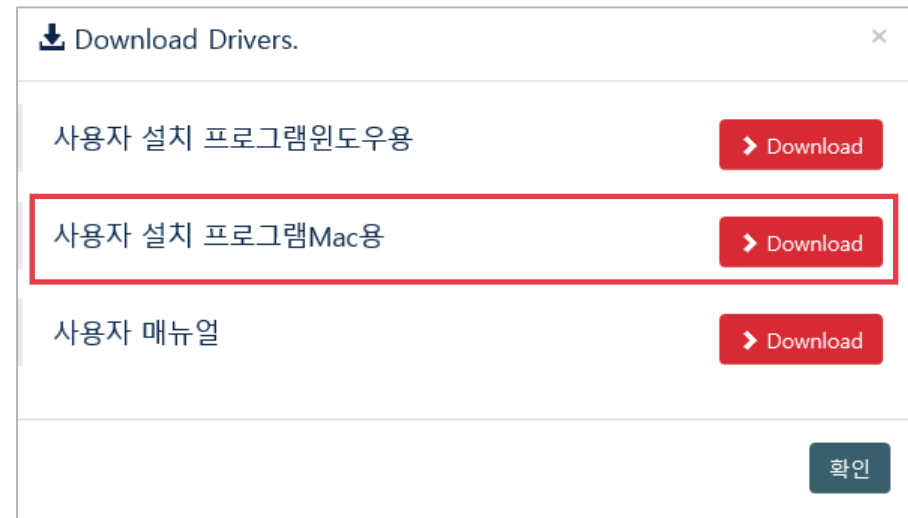 Download Drivers.
×
사용자 설치 프로그램윈도우용
Download
사용자 설치 프로그램Mac용
Download
사용자 매뉴얼
Download
확인